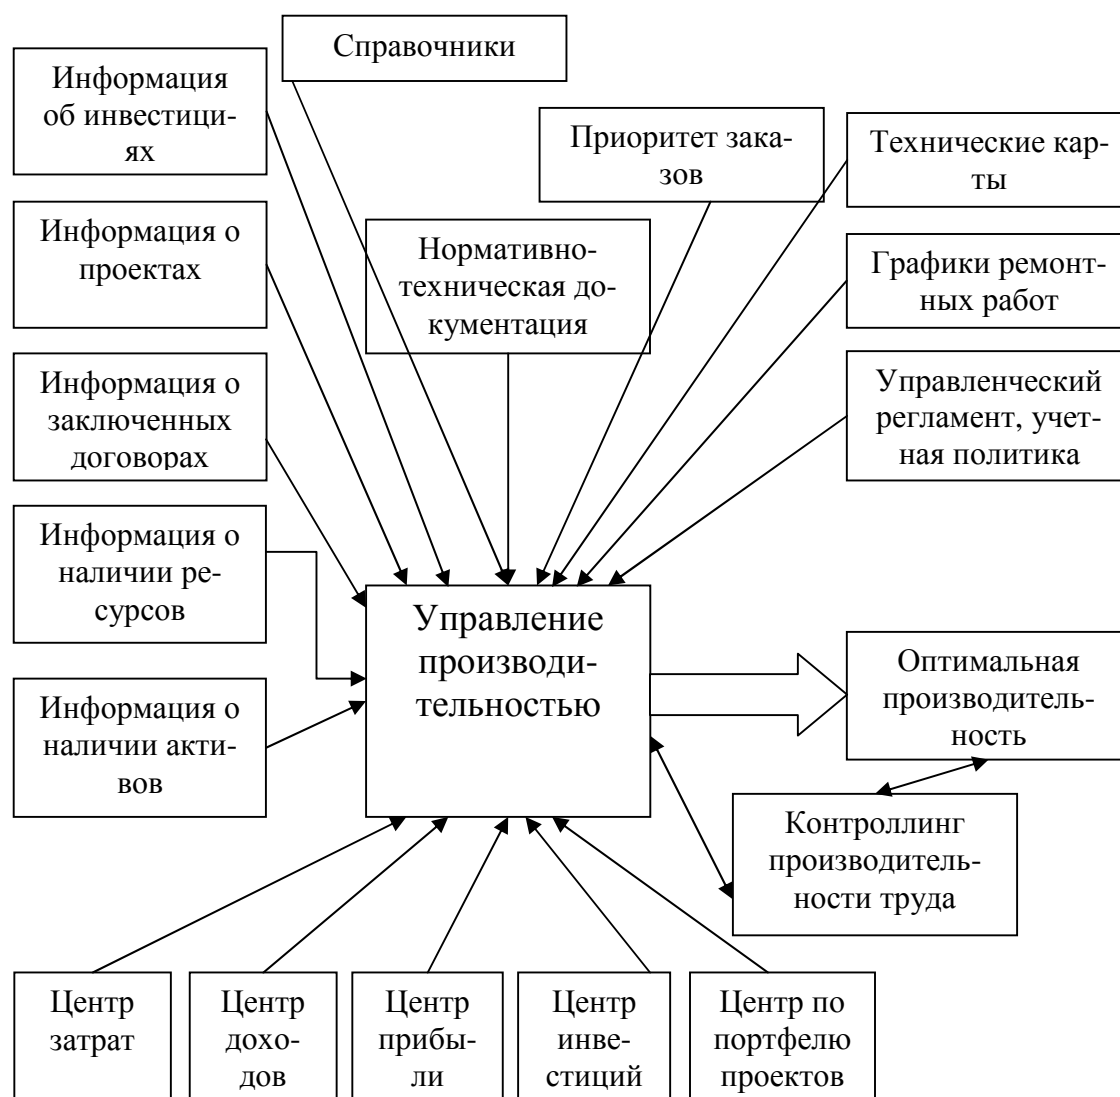 Справочники
Информация
об инвестици-
ях
Приоритет зака-
зов
Технические кар-
ты
Информация о
проектах
Нормативно-
техническая до-
кументация
Графики ремонт-
ных работ
Информация о
заключенных
договорах
Управленческий
регламент, учет-
ная политика
Информация о
наличии ре-
сурсов
Управление
производи-
тельностью
Информация о
наличии акти-
вов
Оптимальная
производитель-
ность
Контроллинг
производитель-
ности труда
Центр
затрат
Центр
дохо-
дов
Центр
прибы-
ли
Центр
инве-
стиций
Центр по
портфелю
проектов